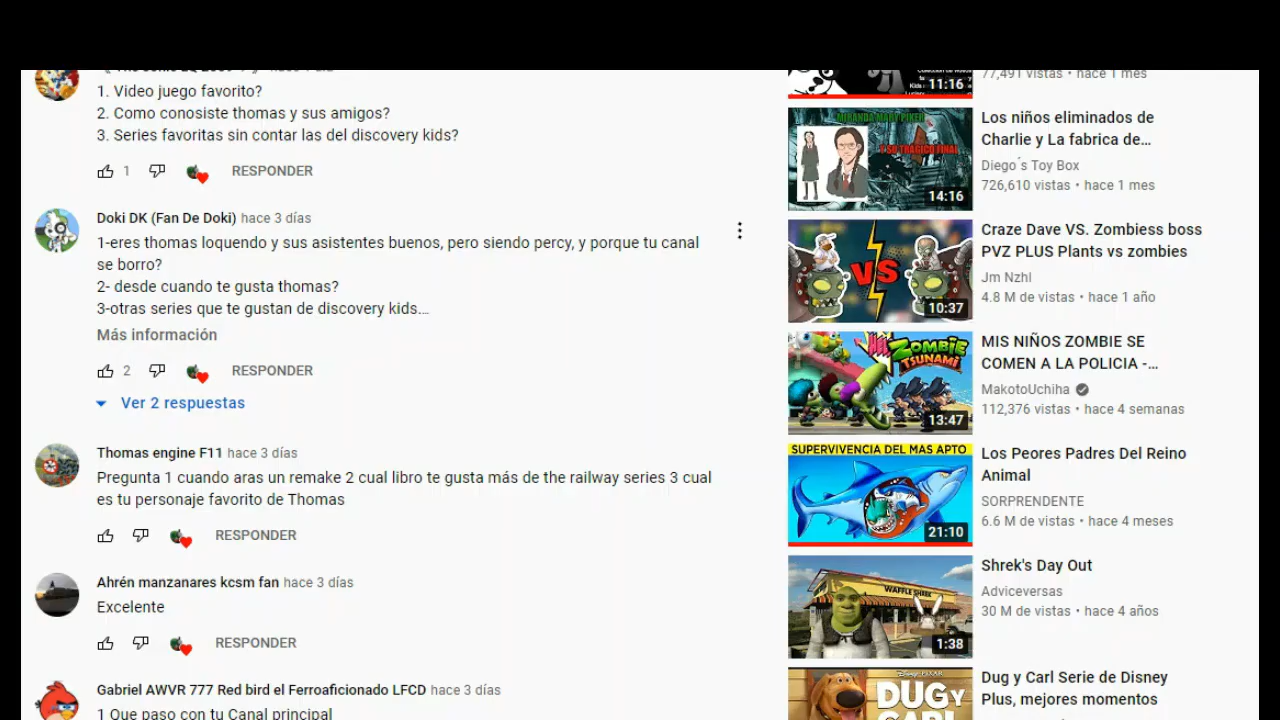 1. Video juego favorito?
2. Como conosiste thomas y sus amigos?
3. Series favoritas sin contar las del discovery kids?
1
RESPONDER
Doki DK (Fan De Doki) hace 3 días
1-eres thomas loquendo y sus asistentes buenos, pero siendo percy, y porque tu canal
se borro?
2- desde cuando te gusta thomas?
3-otras series que te gustan de discovery kids...
Más información
2
RESPONDER
Ver 2 respuestas
Thomas engine F11 hace 3 días
Pregunta 1 cuando aras un remake 2 cual libro te gusta más de the railway series 3 cual
es tu personaje favorito de Thomas
RESPONDER
Ahrén manzanares kcsm fan hace 3 días
Excelente
RESPONDER
Gabriel AWVR 777 Red bird el Ferroaficionado LFCD hace 3 días
1 Que paso con tu Canal principal
11:16
77,491 vistas • hace 1 mes
MIRANDA MARY PIKER
Y SU TRAGICO FINAL
14:16
Los niños eliminados de
Charlie y La fabrica de...
Diego´s Toy Box
726,610 vistas • hace 1 mes
VS
10:37
Craze Dave VS. Zombiess boss
PVZ PLUS Plants vs zombies
Jm Nzhl
4.8 M de vistas • hace 1 año
ZOMBIE
TSUNAMI
13:47
MIS NIÑOS ZOMBIE SE
COMEN A LA POLICIA -...
MakotoUchiha
112,376 vistas • hace 4 semanas
SUPERVIVENCIA DEL MAS APTO
21:10
Los Peores Padres Del Reino
Animal
SORPRENDENTE
6.6 M de vistas • hace 4 meses
WAFFLE SHREK
1:38
Shrek's Day Out
Adviceversas
30 M de vistas • hace 4 años
DUG Y
CARL
Dug y Carl Serie de Disney
Plus, mejores momentos